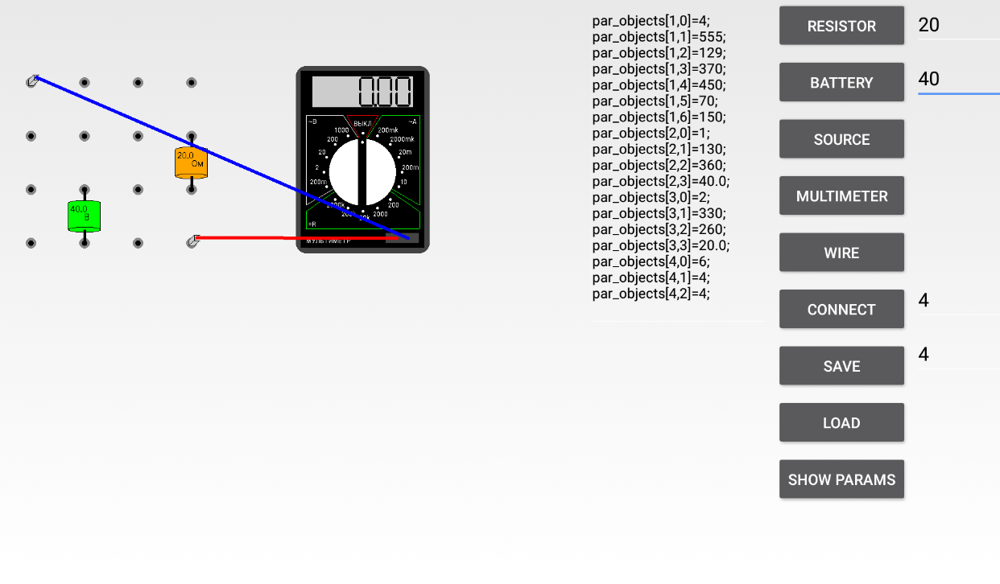 par_objects[1,0]=4;
par_objects[1,1]=555;
par_objects[1,2]=129;
par_objects[1,3]=370;
par_objects[1,4]=450;
par_objects[1,5]=70;
par_objects[1,6]=150;
par_objects[2,0]=1;
par_objects[2,1]=130;
par_objects[2,2]=360;
par_objects[2,3]=40.0;
par_objects[3,0]=2;
par_objects[3,1]=330;
par_objects[3,2]=260;
par_objects[3,3]=20.0;
par_objects[4,0]=6;
par_objects[4,1]=4;
par_objects[4,2]=4;
RESISTOR
20
BATTERY
40
SOURCE
MULTIMETER
WIRE
CONNECT
4
SAVE
4
LOAD
SHOW PARAMS
0.00
~В
ВЫКЛ
~А
1000
200mk
200
2000mk
20
20m
2
200m
200m
10
200
2000
=R
МУЛЬТИМЕТР
20.0
Ом
40.0
В